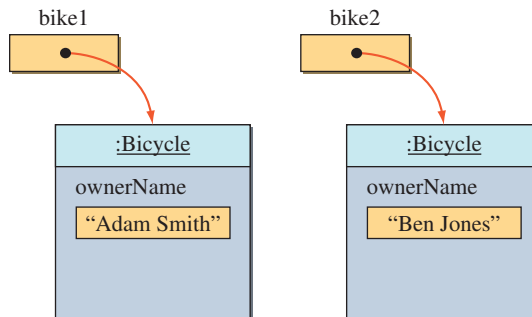 bike1
bike2
:Bicycle
:Bicycle
ownerName
ownerName
“Adam Smith”
“Ben Jones”